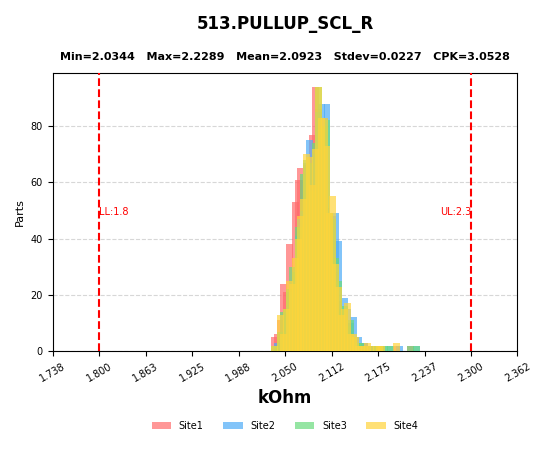 513.PULLUP_SCL_R
Min=2.0344 Max=2.2289 Mean=2.0923 Stdev=0.0227 CPK=3.0528
Parts
80
60
40
20
0
LL:1.8
UL:2.3
1.738 1.800 1.863 1.925 1.988 2.050 2.112 2.175 2.237 2.300 2.362
kOhm
Site1 Site2 Site3 Site4